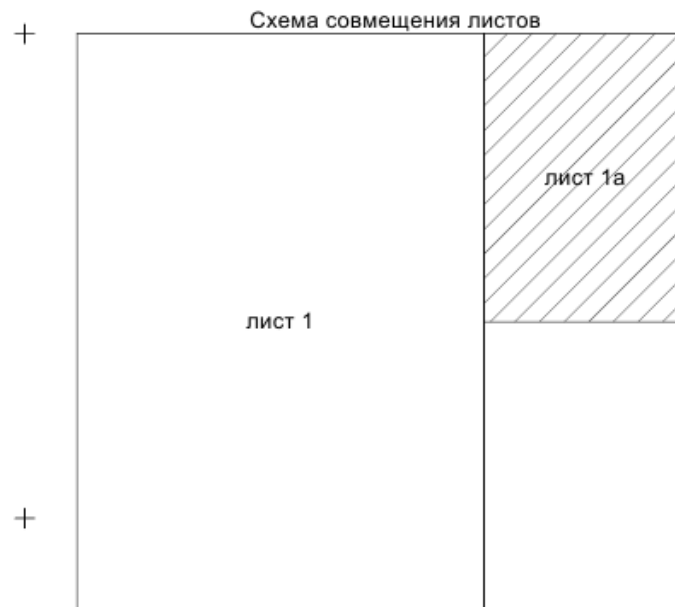 Схема совмещения листов
лист 1а
лист 1